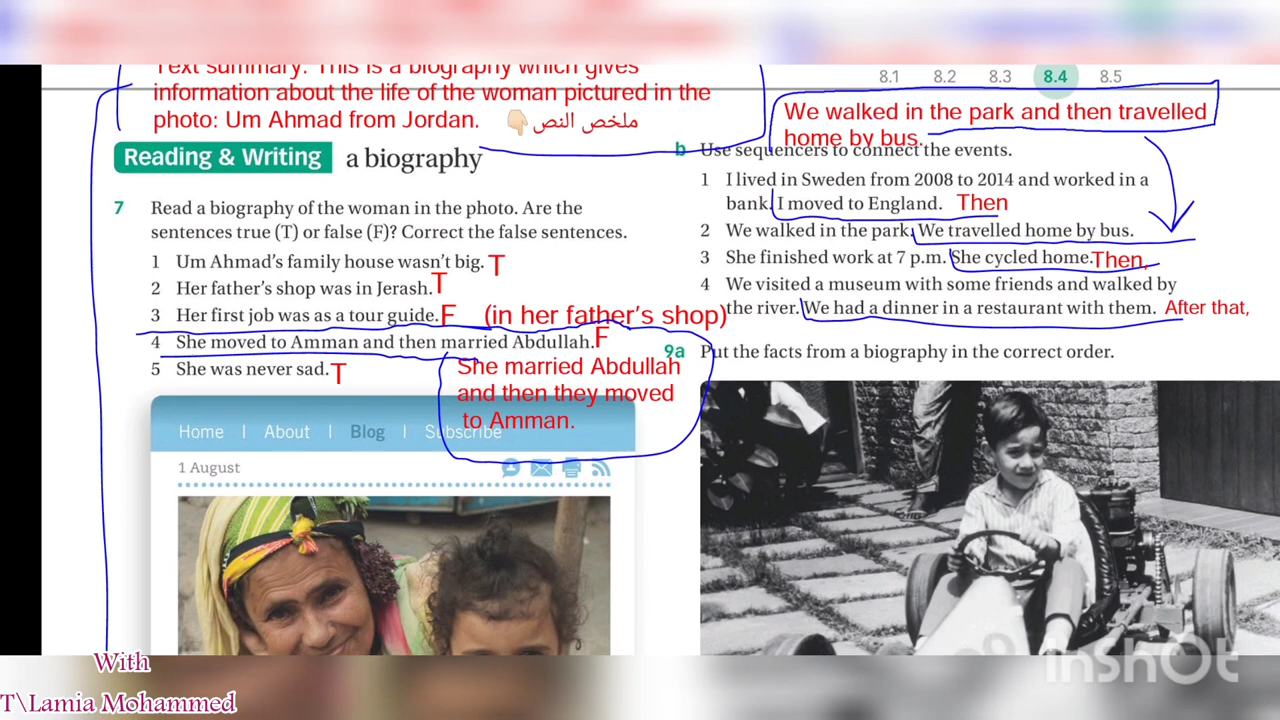 Text summary: This is a biography which gives
information about the life of the woman pictured in the
photo: Um Ahmad from Jordan. 👇🏻 ملخص النص
Reading & Writing a biography
7 Read a biography of the woman in the photo. Are the
sentences true (T) or false (F)? Correct the false sentences.
1 Um Ahmad's family house wasn't big. T
2 Her father's shop was in Jerash. T
3 Her first job was as a tour guide. F (in her father's shop)
4 She moved to Amman and then married Abdullah. F
5 She was never sad. T
She married Abdullah
and then they moved
to Amman.
Home | About | Blog | Subscribe
1 August
8.1 8.2 8.3 8.4 8.5
We walked in the park and then travelled
home by bus.
b Use sequencers to connect the events.
1 I lived in Sweden from 2008 to 2014 and worked in a
bank. I moved to England. Then
2 We walked in the park. We travelled home by bus.
3 She finished work at 7 p.m. She cycled home. Then,
4 We visited a museum with some friends and walked by
the river. We had a dinner in a restaurant with them. After that,
9a Put the facts from a biography in the correct order.
InShOt
With
T\Lamia Mohammed